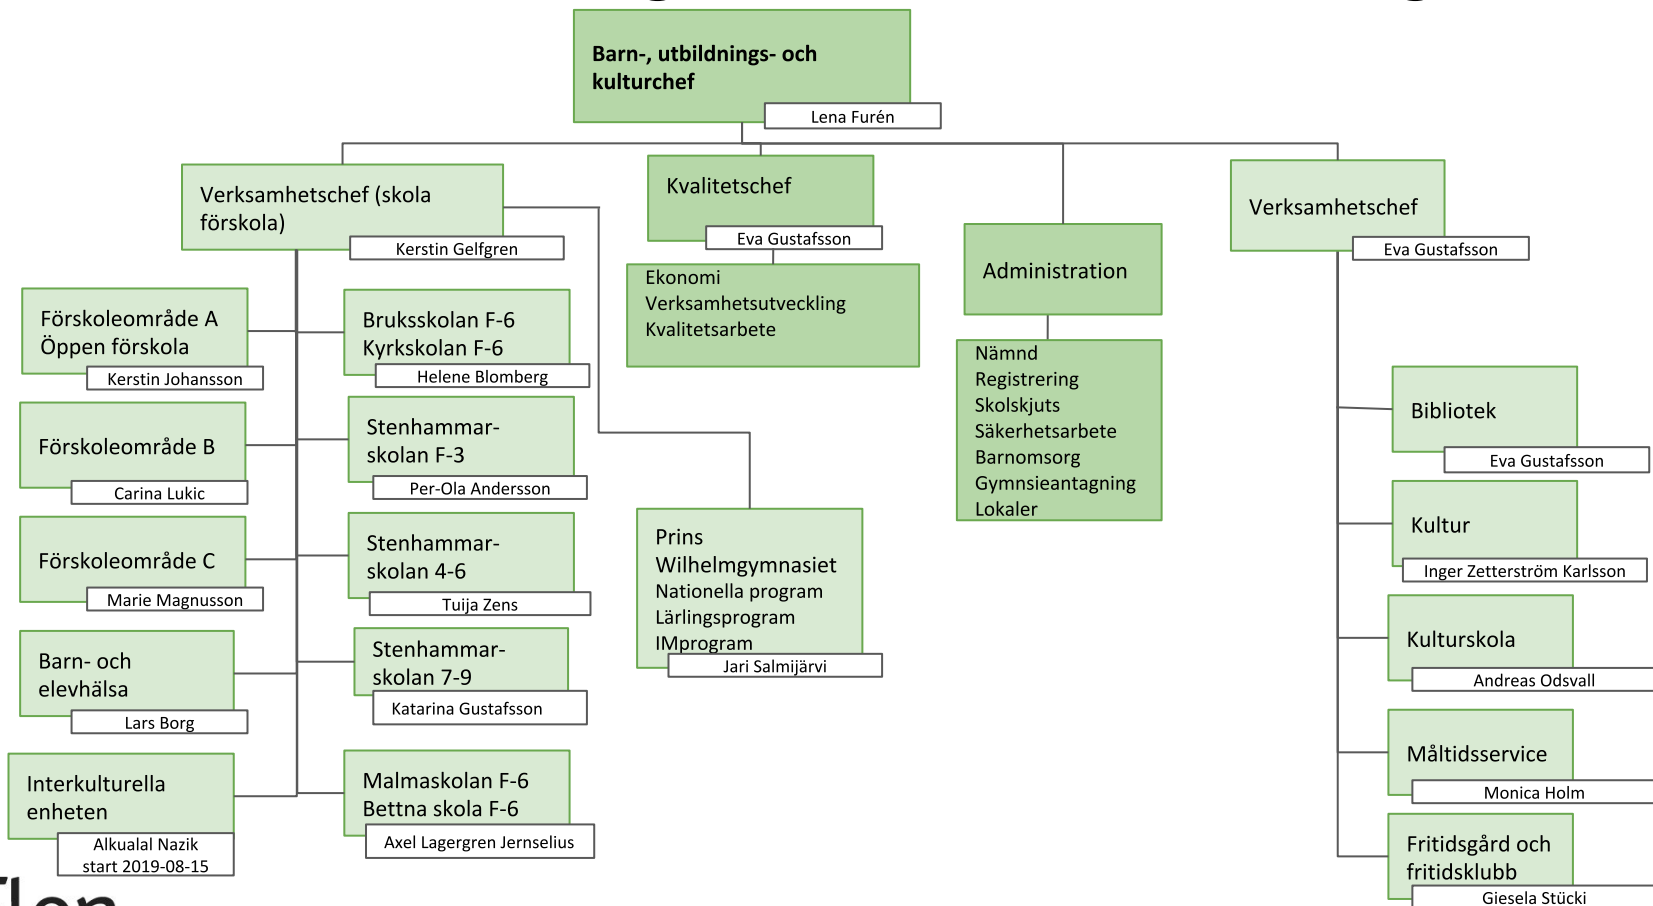 Barn-, utbildnings- och
kulturchef
Lena Furén
Verksamhetschef (skola
förskola)
Kerstin Gelfgren
Kvalitetschef
Eva Gustafsson
Ekonomi
Verksamhetsutveckling
Kvalitetsarbete
Administration
Nämnd
Registrering
Skolskjuts
Säkerhetsarbete
Barnomsorg
Gymnsieantagning
Lokaler
Verksamhetschef
Eva Gustafsson
Förskoleområde A
Öppen förskola
Kerstin Johansson
Förskoleområde B
Carina Lukic
Förskoleområde C
Marie Magnusson
Barn- och
elevhälsa
Lars Borg
Interkulturella
enheten
Alkualal Nazik
start 2019-08-15
Bruksskolan F-6
Kyrkskolan F-6
Helene Blomberg
Stenhammar-
skolan F-3
Per-Ola Andersson
Stenhammar-
skolan 4-6
Tuija Zens
Stenhammar-
skolan 7-9
Katarina Gustafsson
Malmaskolan F-6
Bettna skola F-6
Axel Lagergren Jernselius
Prins
Wilhelmgymnasiet
Nationella program
Lärlingsprogram
IMprogram
Jari Salmijärvi
Bibliotek
Eva Gustafsson
Kultur
Inger Zetterström Karlsson
Kulturskola
Andreas Odsvall
Måltidsservice
Monica Holm
Fritidsgård och
fritidsklubb
Giesela Stücki